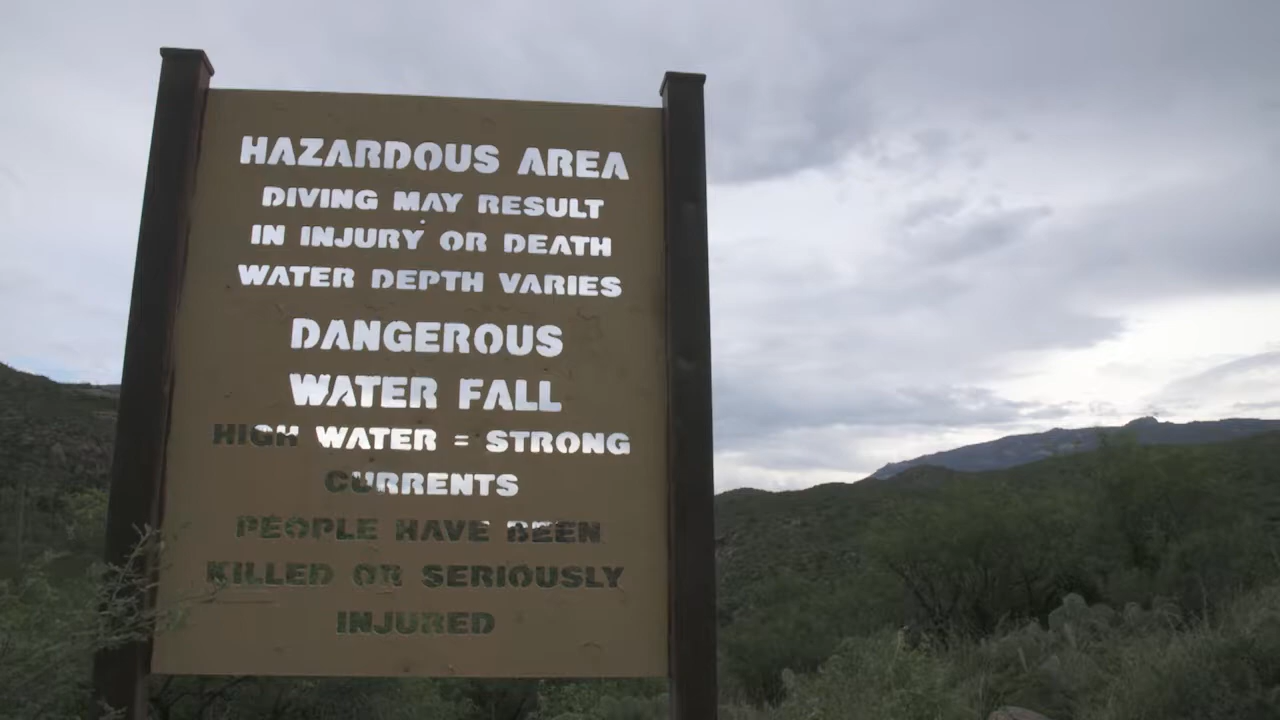 HAZARDOUS AREA
DIVING MAY RESULT
IN INJURY OR DEATH
WATER DEPTH VARIES
DANGEROUS
WATER FALL
HIGH WATER = STRONG
CURRENTS
PEOPLE HAVE BEEN
KILLED OR SERIOUSLY
INJURED